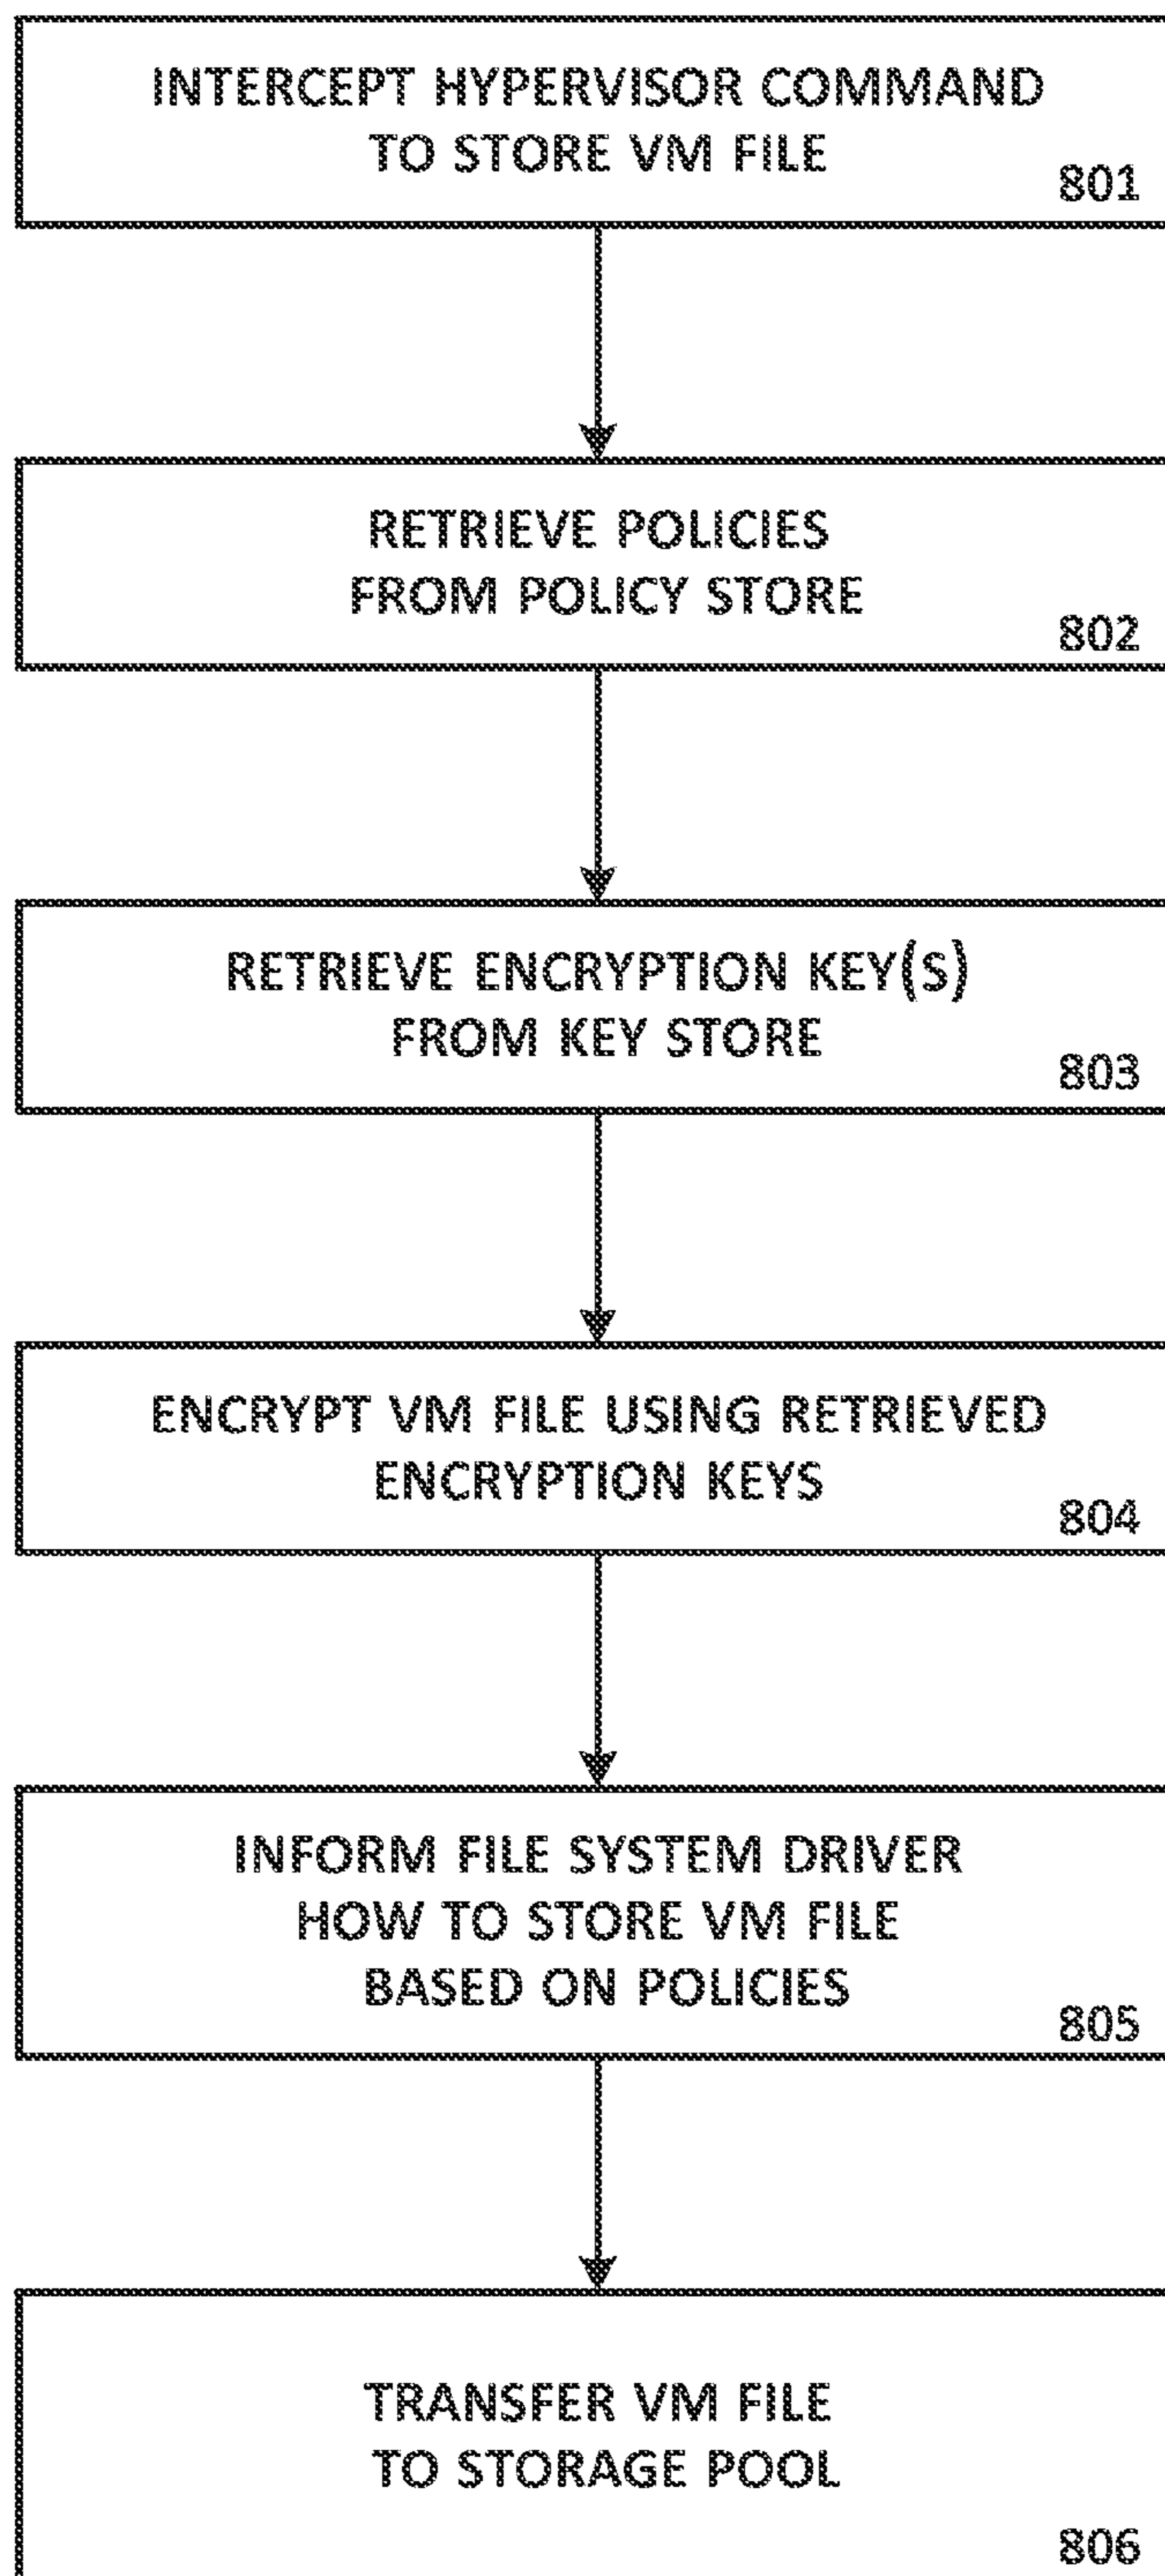 INTERCEPT HYPERVISOR COMMAND
TO STORE VM FILE
801
RETRIEVE POLICIES
FROM POLICY STORE
802
RETRIEVE ENCRYPTION KEY(S)
FROM KEY STORE
803
ENCRYPT VM FILE USING RETRIEVED
ENCRYPTION KEYS
804
INFORM FILE SYSTEM DRIVER
HOW TO STORE VM FILE
BASED ON POLICIES
805
TRANSFER VM FILE
TO STORAGE POOL
806